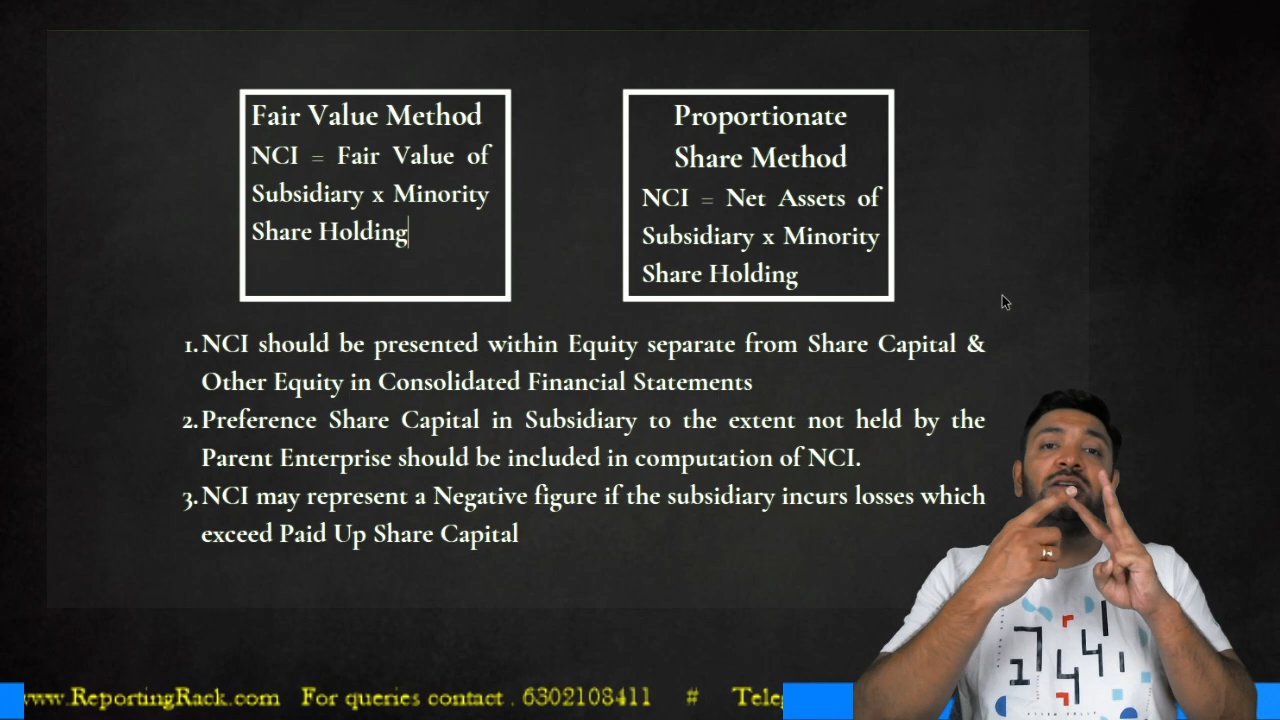 Fair Value Method
NCI = Fair Value of
Subsidiary x Minority
Share Holding
Proportionate
Share Method
NCI = Net Assets of
Subsidiary x Minority
Share Holding
1. NCI should be presented within Equity separate from Share Capital &
Other Equity in Consolidated Financial Statements
2. Preference Share Capital in Subsidiary to the extent not held by the
Parent Enterprise should be included in computation of NCI.
3. NCI may represent a Negative figure if the subsidiary incurs losses which
exceed Paid Up Share Capital
www.ReportingRack.com For queries contact . 6302108411 #